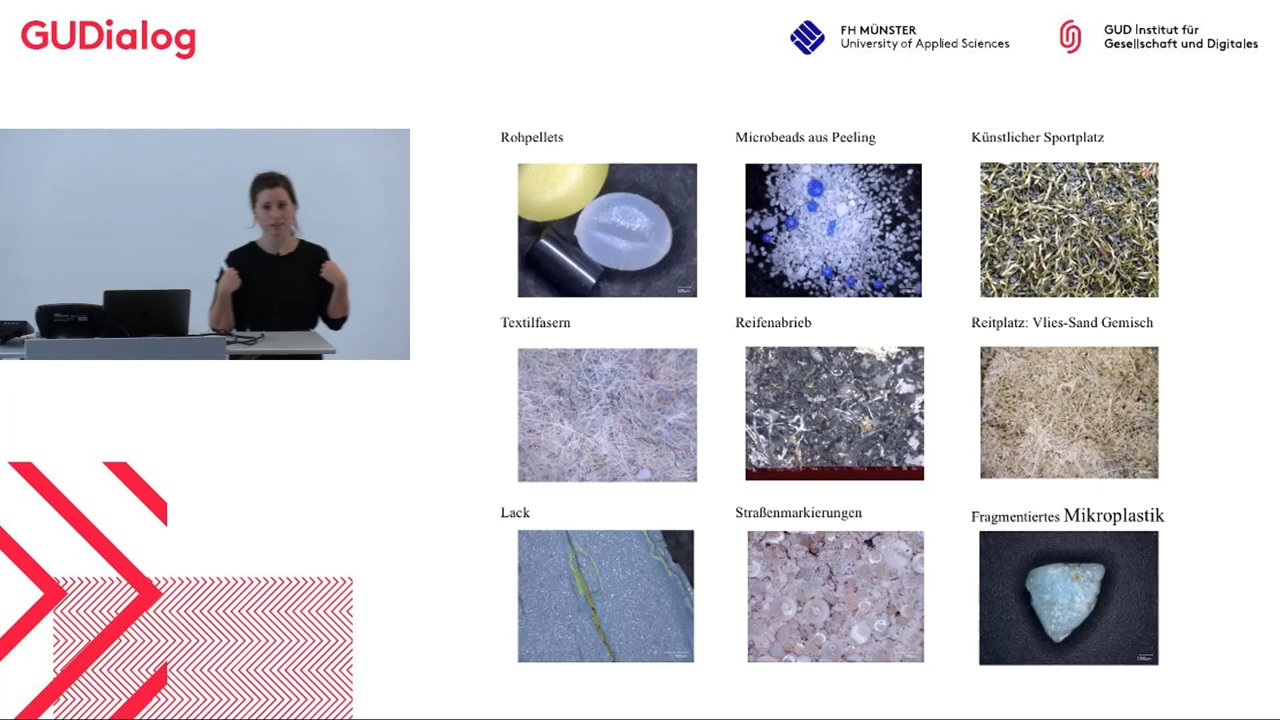 GUDialog
FH MÜNSTER
University of Applied Sciences
GUD Institut für
Gesellschaft und Digitales
Rohpellets
Microbeads aus Peeling
Künstlicher Sportplatz
Textilfasern
Reifenabrieb
Reitplatz: Vlies-Sand Gemisch
Lack
Straßenmarkierungen
Fragmentiertes Mikroplastik